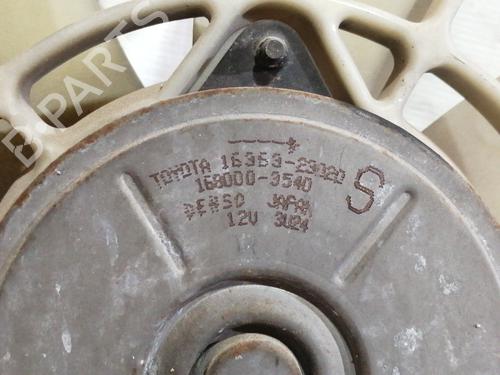 TOYOTA 16363-23020
168000-3540
DENSO JAPAN
12V 3U24
S
B-PARTS